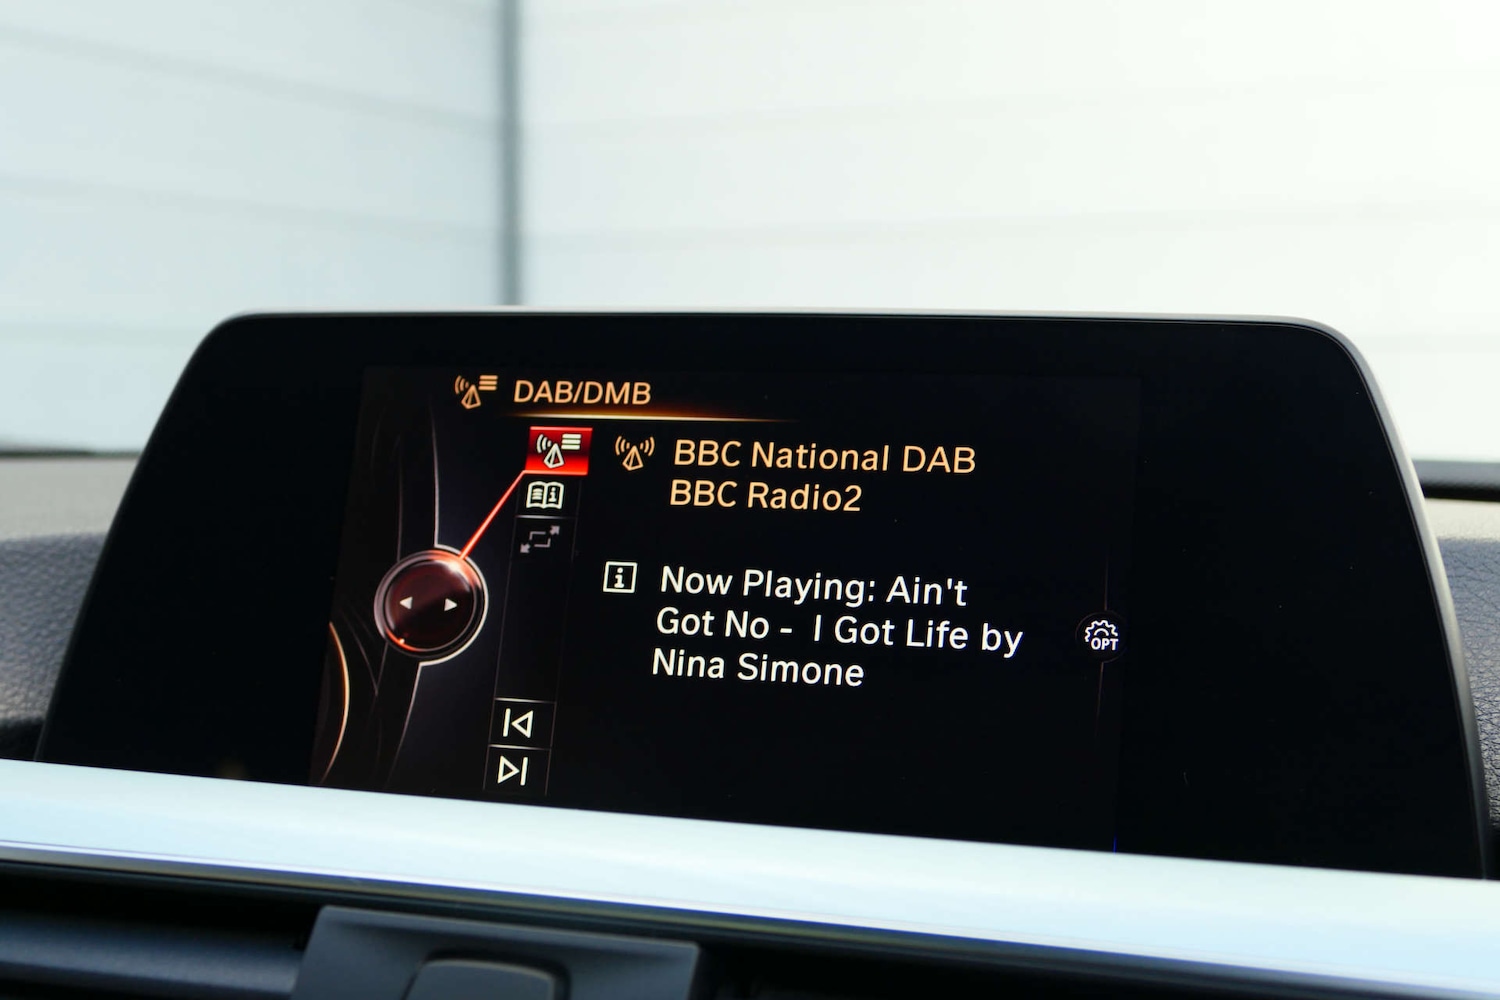 DAB/DMB
BBC National DAB
BBC Radio2
Now Playing: Ain't
Got No - I Got Life by
Nina Simone
OPT